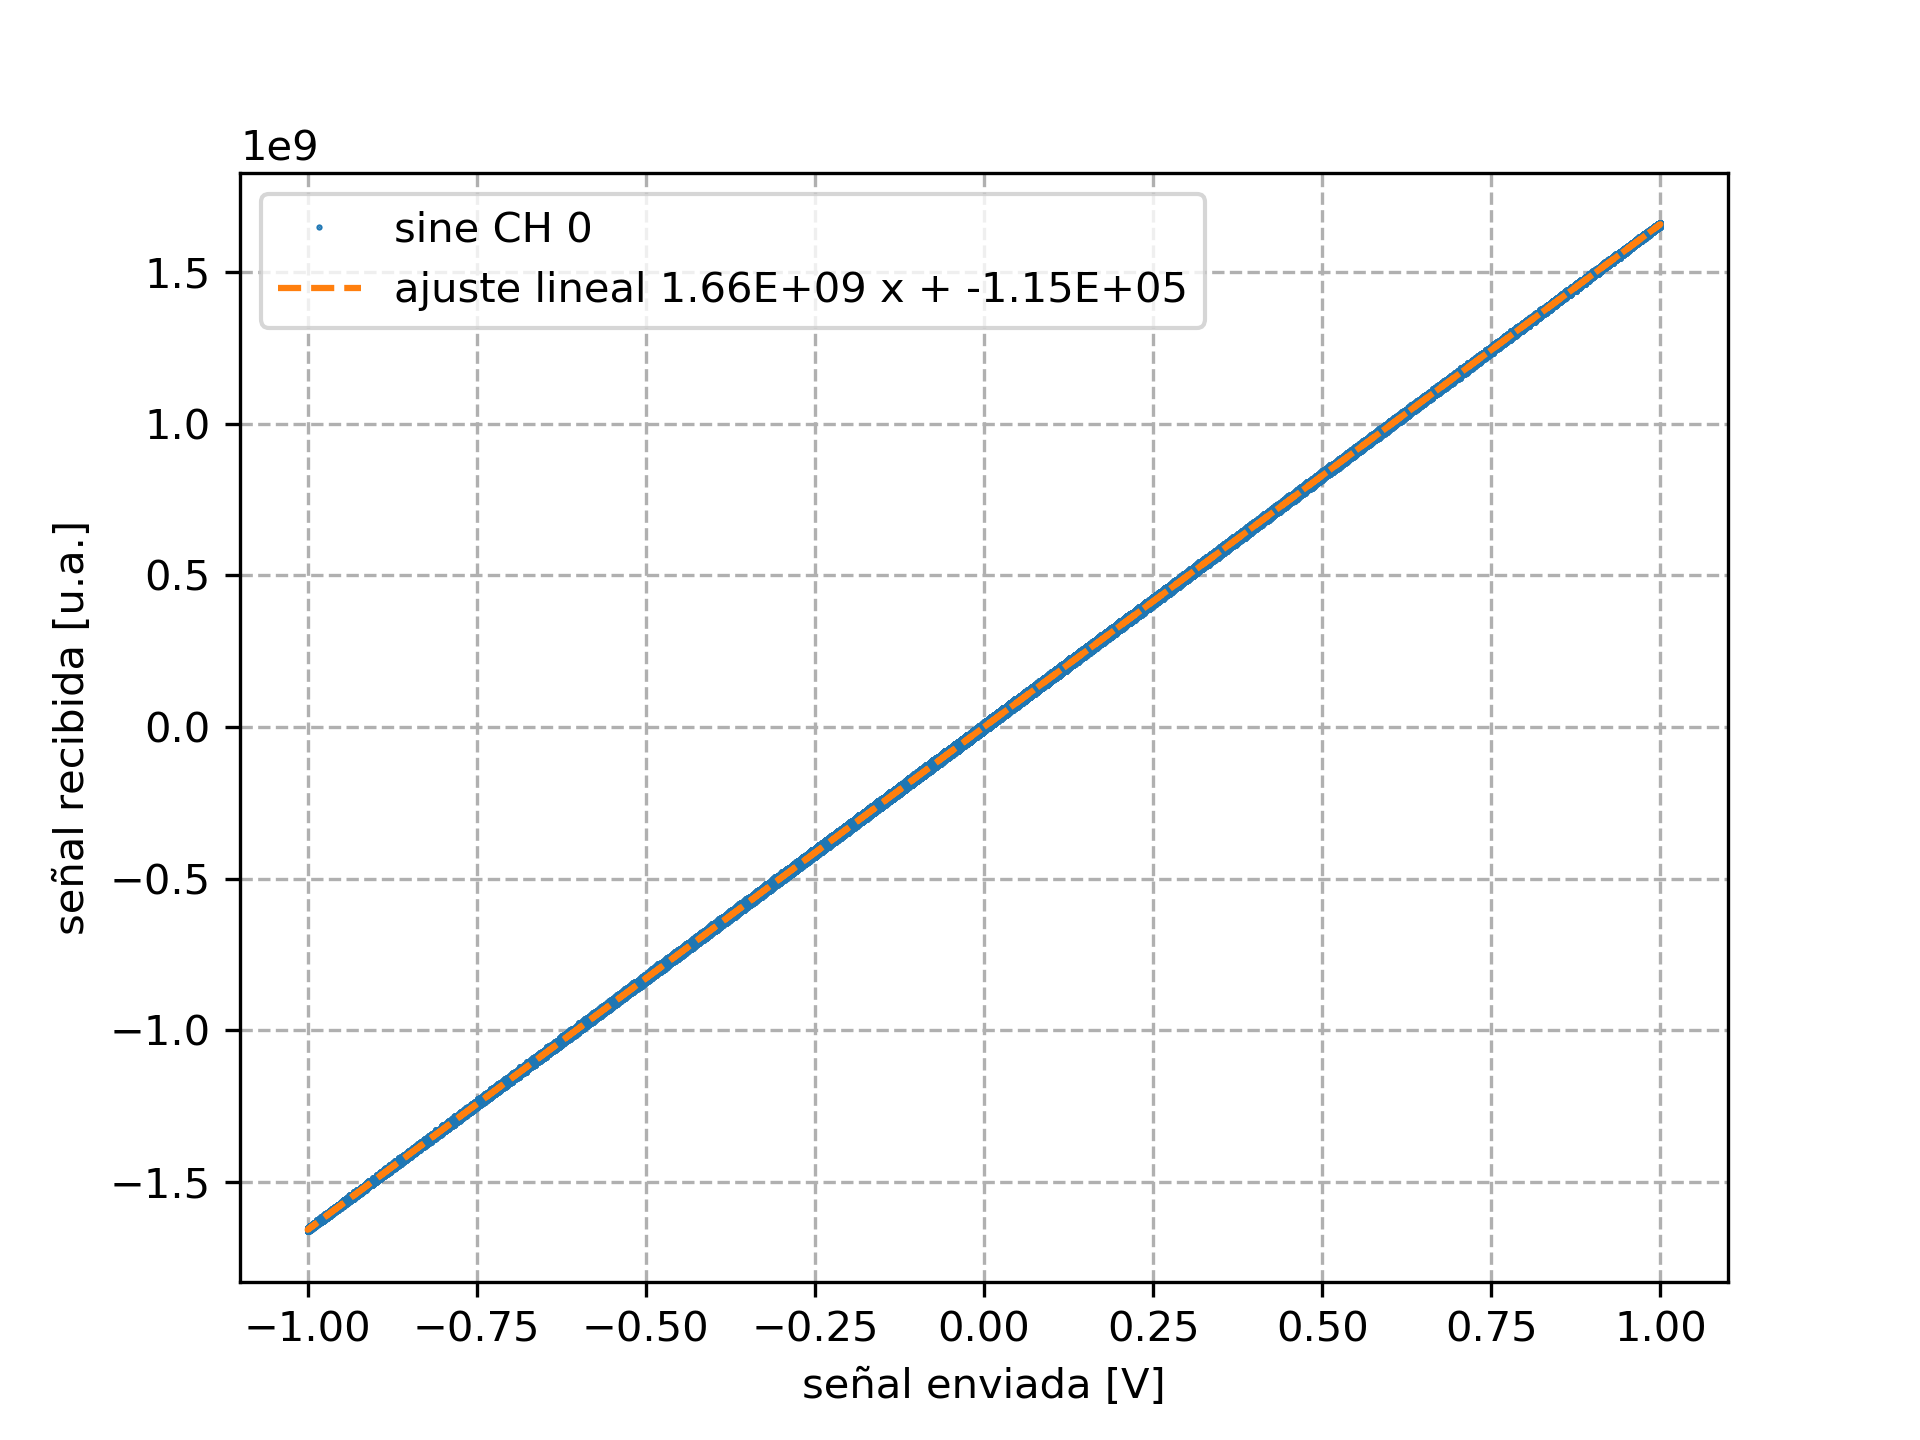 1e9
sine CH 0
ajuste lineal 1.66E+09 x + -1.15E+05
1.5
1.0
0.5
0.0
−0.5
−1.0
−1.5
señal recibida [u.a.]
−1.00 −0.75 −0.50 −0.25 0.00 0.25 0.50 0.75 1.00
señal enviada [V]